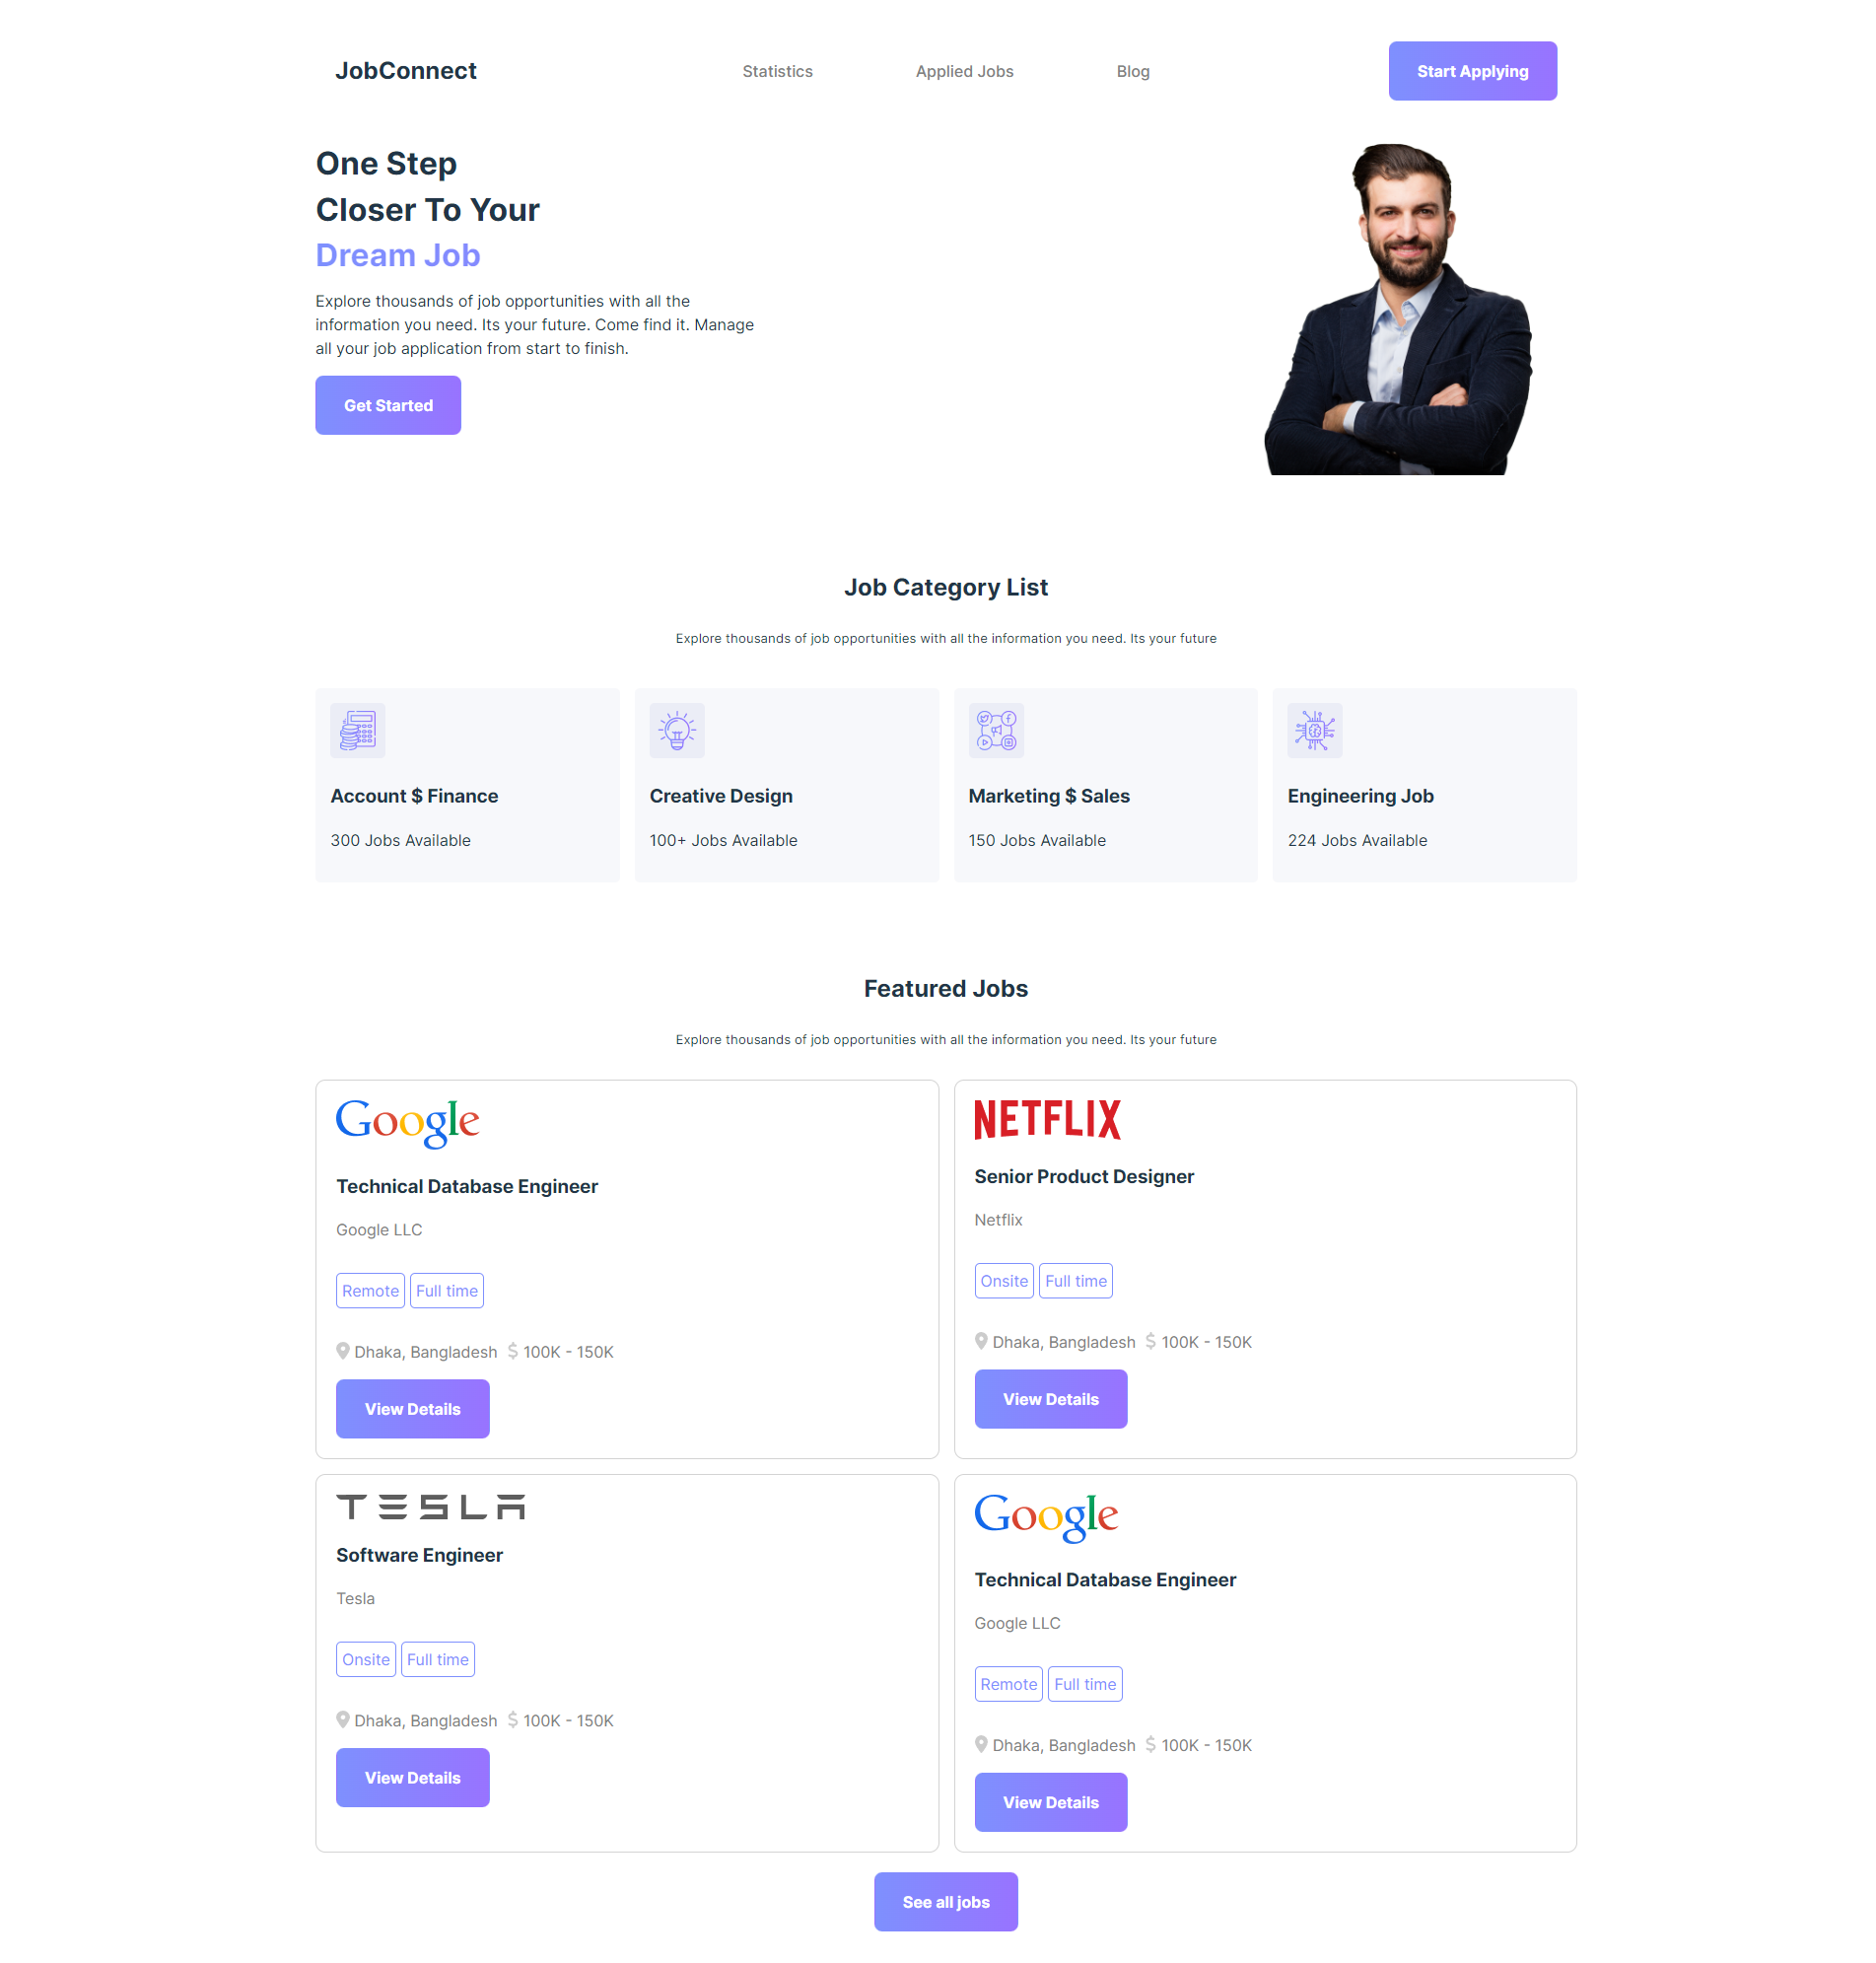 JobConnect
Statistics
Applied Jobs
Blog
Start Applying
One Step
Closer To Your
Dream Job
Explore thousands of job opportunities with all the
information you need. Its your future. Come find it. Manage
all your job application from start to finish.
Get Started
Job Category List
Explore thousands of job opportunities with all the information you need. Its your future
Account $ Finance
300 Jobs Available
Creative Design
100+ Jobs Available
Marketing $ Sales
150 Jobs Available
Engineering Job
224 Jobs Available
Featured Jobs
Explore thousands of job opportunities with all the information you need. Its your future
Google
Technical Database Engineer
Google LLC
Remote Full time
Dhaka, Bangladesh $ 100K - 150K
View Details
NETFLIX
Senior Product Designer
Netflix
Onsite Full time
Dhaka, Bangladesh $ 100K - 150K
View Details
TESLA
Software Engineer
Tesla
Onsite Full time
Dhaka, Bangladesh $ 100K - 150K
View Details
Google
Technical Database Engineer
Google LLC
Remote Full time
Dhaka, Bangladesh $ 100K - 150K
View Details
See all jobs